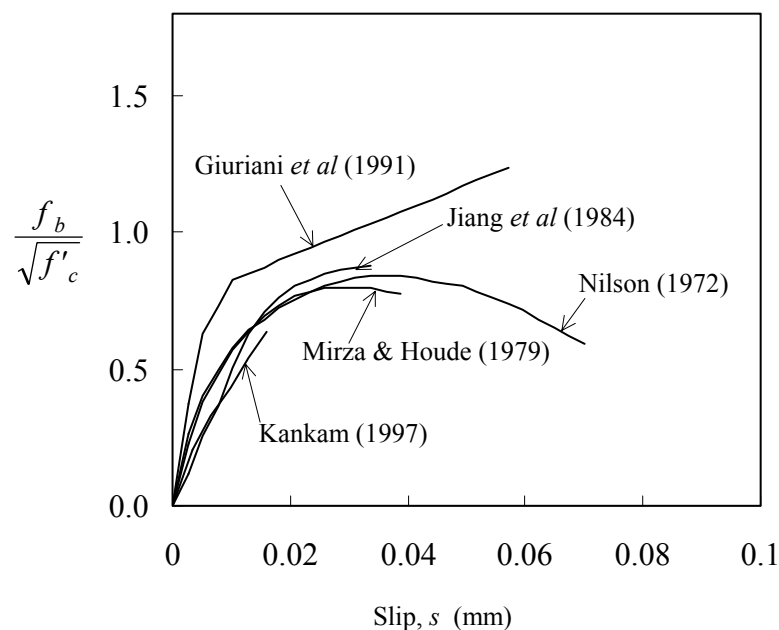 1.5
Giuriani et al (1991)
Jiang et al (1984)
1.0
f_b
√f'_c
Nilson (1972)
Mirza & Houde (1979)
0.5
Kankam (1997)
0.0
0 0.02 0.04 0.06 0.08 0.1
Slip, s (mm)